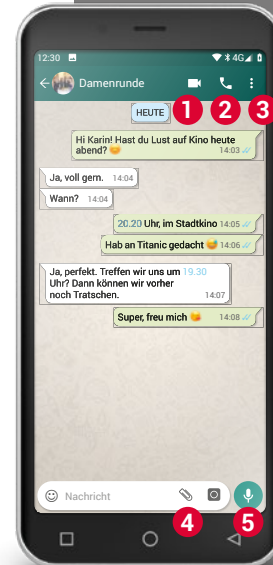 12:30 4G
Damenrunde
HEUTE
1 2 3
Hi Karin! Hast du Lust auf Kino heute
abend? 😊 14:03
Ja, voll gern. 14:04
Wann? 14:04
20.20 Uhr, im Stadtkino 14:05
Hab an Titanic gedacht 😅 14:06
Ja, perfekt. Treffen wir uns um 19.30
Uhr? Dann können wir vorher
noch Tratschen. 14:07
Super, freu mich 14:08
Nachricht
4 5